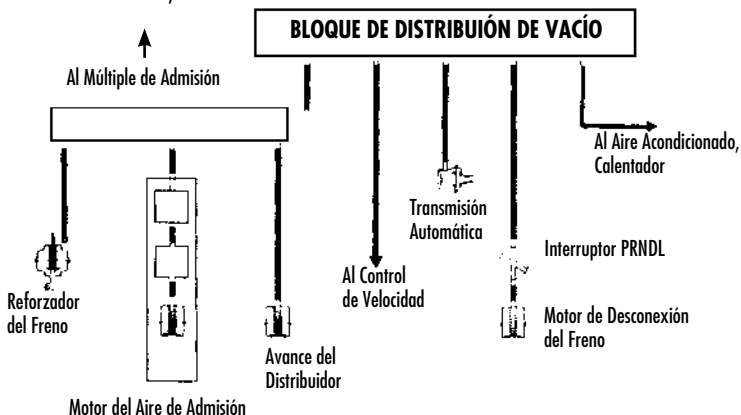 BLOQUE DE DISTRIBUIÓN DE VACÍO
Al Múltiple de Admisión
Al Aire Acondicionado,
Calentador
Transmisión
Automática
Interruptor PRNDL
Al Control
de Velocidad
Reforzador
del Freno
Motor de Desconexión
del Freno
Avance del
Distribuidor
Motor del Aire de Admisión